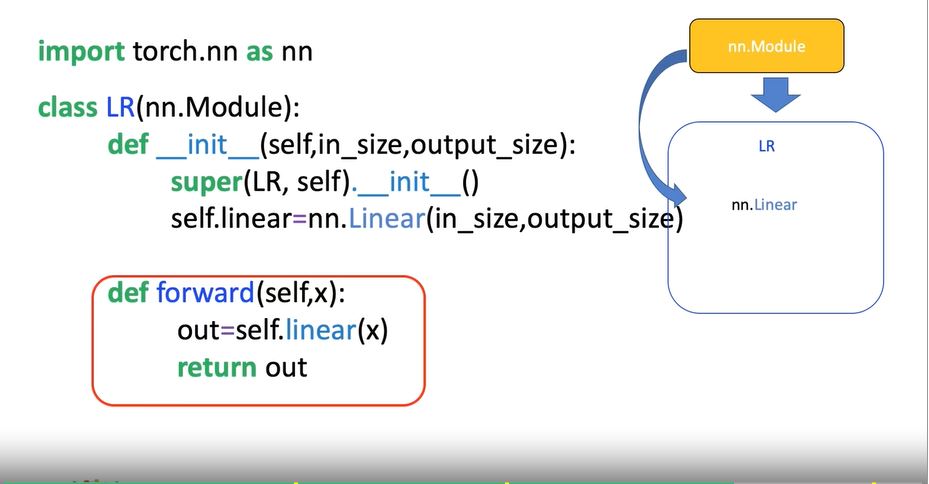 import torch.nn as nn
class LR(nn.Module):
def __init__(self,in_size,output_size):
super(LR, self).__init__()
self.linear=nn.Linear(in_size,output_size)
def forward(self,x):
out=self.linear(x)
return out
nn.Module
LR
nn.Linear